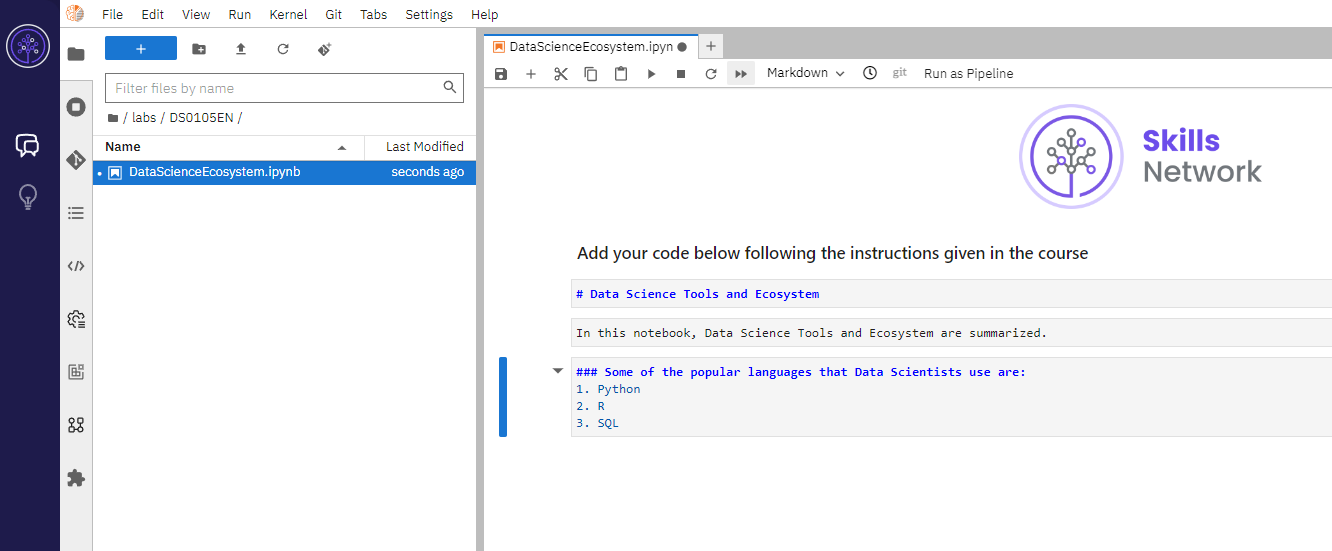 File Edit View Run Kernel Git Tabs Settings Help
DataScienceEcosystem.ipyn
Markdown git Run as Pipeline
Filter files by name
/ labs / DS0105EN /
Name Last Modified
DataScienceEcosystem.ipynb seconds ago
Skills
Network
Add your code below following the instructions given in the course
# Data Science Tools and Ecosystem
In this notebook, Data Science Tools and Ecosystem are summarized.
### Some of the popular languages that Data Scientists use are:
1. Python
2. R
3. SQL